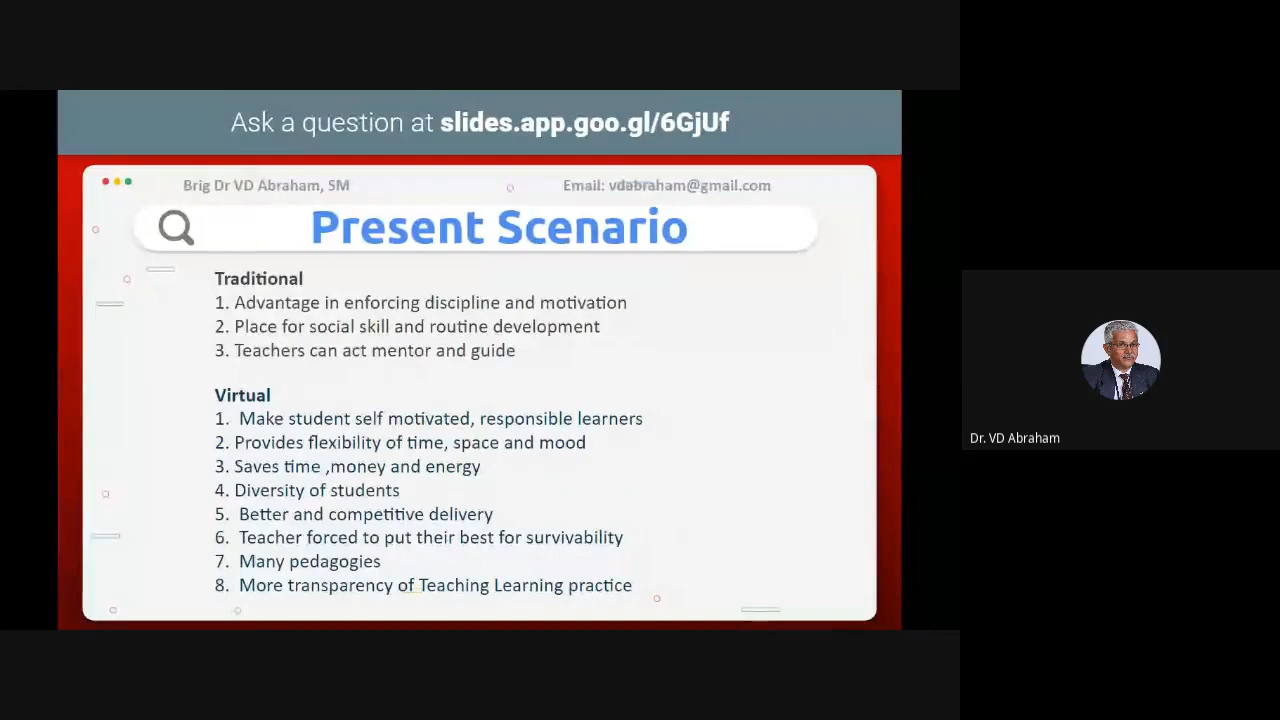 Ask a question at slides.app.goo.gl/6GjUf
Brig Dr VD Abraham, SM
Email: vdabraham@gmail.com
Present Scenario
Traditional
1. Advantage in enforcing discipline and motivation
2. Place for social skill and routine development
3. Teachers can act mentor and guide
Virtual
1. Make student self motivated, responsible learners
2. Provides flexibility of time, space and mood
3. Saves time ,money and energy
4. Diversity of students
5. Better and competitive delivery
6. Teacher forced to put their best for survivability
7. Many pedagogies
8. More transparency of Teaching Learning practice
Dr. VD Abraham